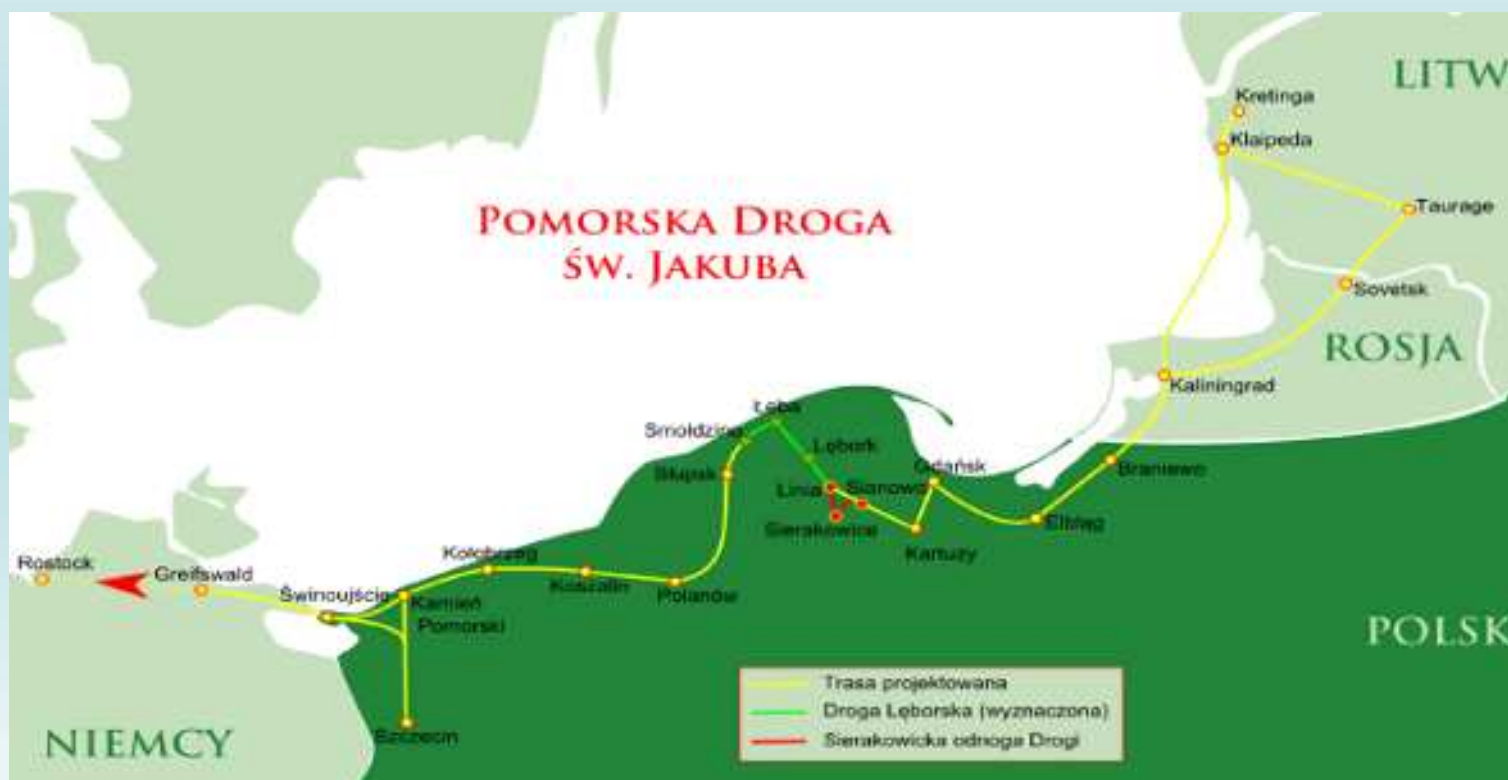 LITW
Kretinga
Klaipeda
Taurage
POMORSKA DROGA
ŚW. JAKUBA
Sovetsk
ROSJA
Kaliningrad
Łeba
Smołdzino
Lębork
Słupsk
Gdańsk
Braniewo
Linia
Sianowo
Sierakowice
Elbląg
Kartuzy
Kołobrzeg
Rostock
Greifswald
Koszalin
Polanów
Świnoujście
Kamień
Pomorski
POLSK
Trasa projektowana
Droga Lęborska (wyznaczona)
Sierakowicka odnoga Drogi
Szczecin
NIEMCY